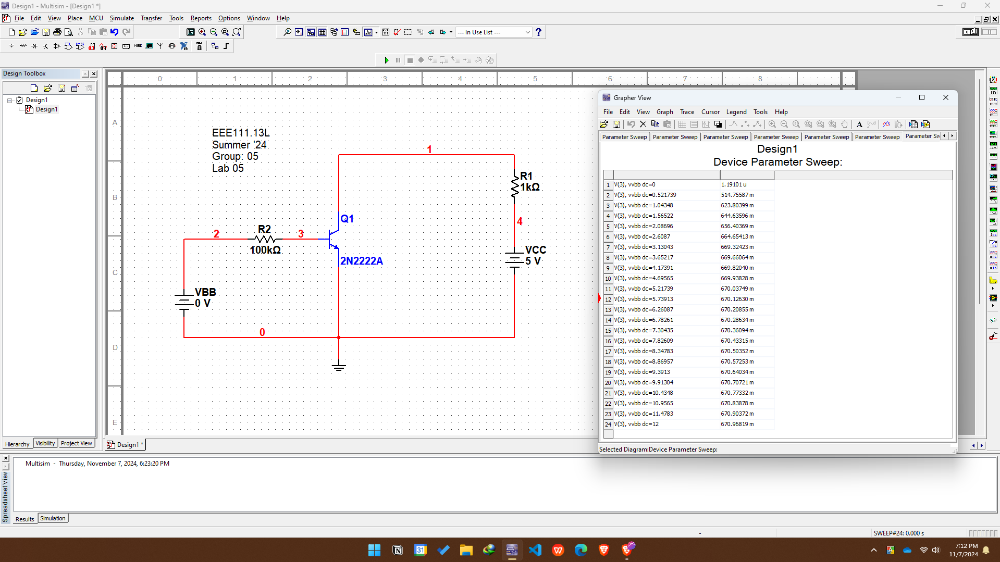 Design1 - Multisim - [Design1 *]
File Edit View Place MCU Simulate Transfer Tools Reports Options Window Help
--- In Use List ---
Design Toolbox
Design1
Design1
Hierarchy Visibility Project View
0 1 2 3 4 5 6 7 8
A
B
C
D
E
EEE111.13L
Summer '24
Group: 05
Lab 05
1
R1
1kΩ
Q1
4
R2
2 3
100kΩ
VCC
5 V
2N2222A
VBB
0 V
0
Design1 *
Grapher View
File Edit View Graph Trace Cursor Legend Tools Help
Parameter Sweep Parameter Sweep Parameter Sweep Parameter Sweep Parameter Sweep Parameter Sweep Parameter Sw
Design1
Device Parameter Sweep:
1 V(3), vvbb dc=0 1.19101 u
2 V(3), vvbb dc=0.521739 514.75587 m
3 V(3), vvbb dc=1.04348 623.80399 m
4 V(3), vvbb dc=1.56522 644.63596 m
5 V(3), vvbb dc=2.08696 656.40369 m
6 V(3), vvbb dc=2.6087 664.65413 m
7 V(3), vvbb dc=3.13043 669.32423 m
8 V(3), vvbb dc=3.65217 669.66064 m
9 V(3), vvbb dc=4.17391 669.82040 m
10 V(3), vvbb dc=4.69565 669.93828 m
11 V(3), vvbb dc=5.21739 670.03749 m
12 V(3), vvbb dc=5.73913 670.12630 m
13 V(3), vvbb dc=6.26087 670.20855 m
14 V(3), vvbb dc=6.78261 670.28634 m
15 V(3), vvbb dc=7.30435 670.36094 m
16 V(3), vvbb dc=7.82609 670.43315 m
17 V(3), vvbb dc=8.34783 670.50352 m
18 V(3), vvbb dc=8.86957 670.57253 m
19 V(3), vvbb dc=9.3913 670.64034 m
20 V(3), vvbb dc=9.91304 670.70721 m
21 V(3), vvbb dc=10.4348 670.77332 m
22 V(3), vvbb dc=10.9565 670.83878 m
23 V(3), vvbb dc=11.4783 670.90372 m
24 V(3), vvbb dc=12 670.96819 m
Selected Diagram:Device Parameter Sweep:
Spreadsheet View
Multisim - Thursday, November 7, 2024, 6:23:20 PM
Results Simulation
- SWEEP#24: 0.000 s
7:12 PM
11/7/2024